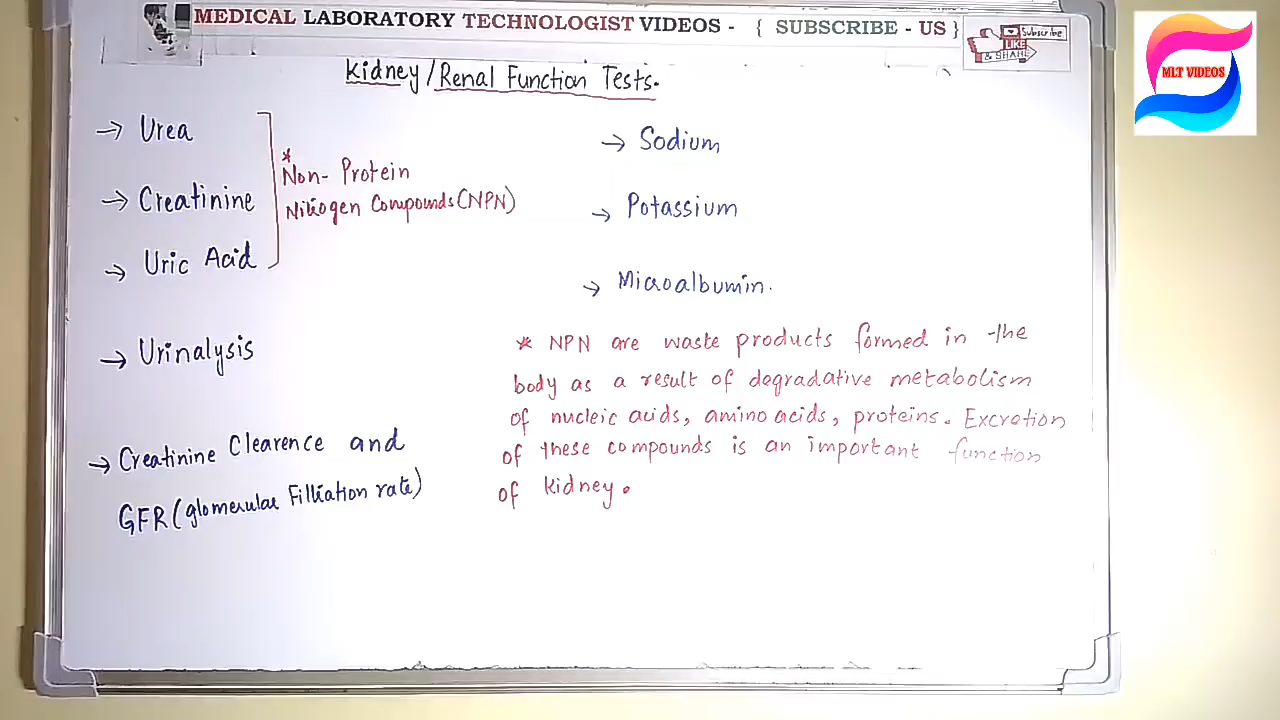 MEDICAL LABORATORY TECHNOLOGIST VIDEOS - { SUBSCRIBE - US }
Subscribe
LIKE
& SHARE
MLT VIDEOS
Kidney/Renal Function Tests.
→ Urea
→ Creatinine
→ Uric Acid
*
Non-Protein
Nitrogen Compounds(NPN)
→ Urinalysis
→ Creatinine Clearence and
GFR (glomerular Filtration rate)
→ Sodium
→ Potassium
→ Microalbumin.
* NPN are waste products formed in the
body as a result of degradative metabolism
of nucleic acids, amino acids, proteins. Excretion
of these compounds is an important function
of kidney.